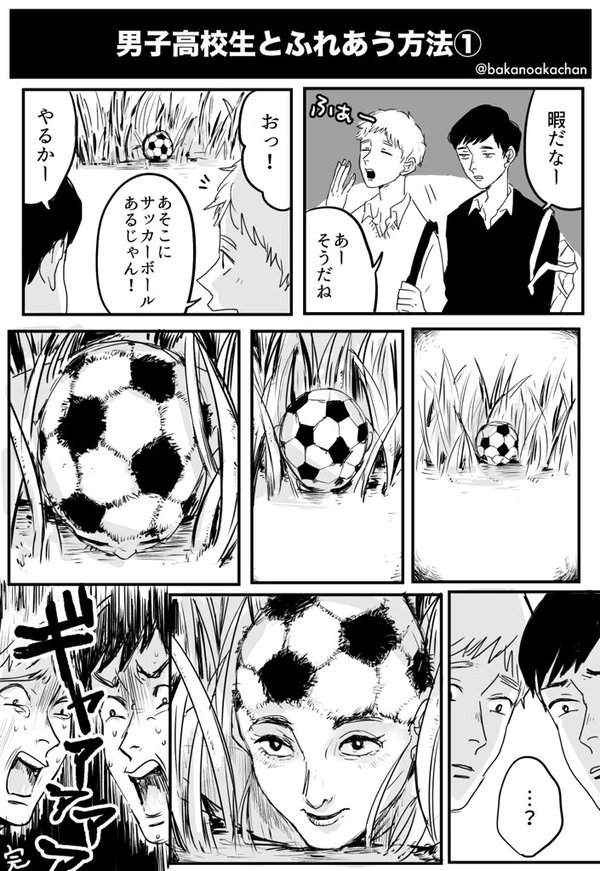 男子高校生とふれあう方法①
@bakanoakachan
暇だなー
ふぁー
あー
そうだね
おっ！
あそこに
サッカーボール
あるじゃん！
やるかー
…？
ギャアアアアア
完